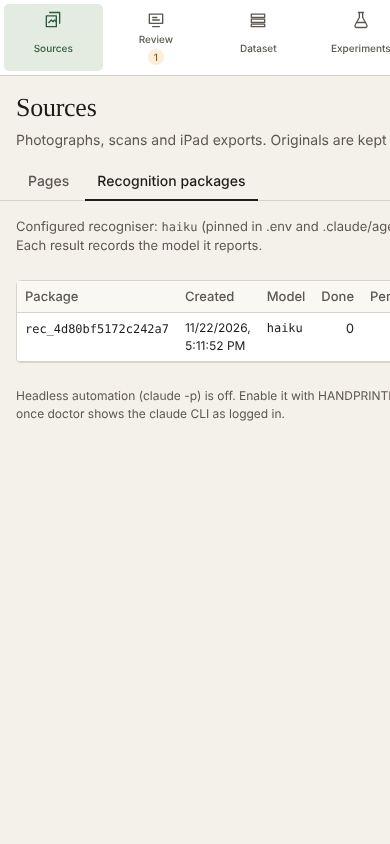 Sources
Review
1
Dataset
Experiments
Sources
Photographs, scans and iPad exports. Originals are kept
Pages
Recognition packages
Configured recogniser: haiku (pinned in .env and .claude/age
Each result records the model it reports.
Package Created Model Done Per
rec_4d80bf5172c242a7 11/22/2026, 5:11:52 PM haiku 0
Headless automation (claude -p) is off. Enable it with HANDPRINT
once doctor shows the claude CLI as logged in.